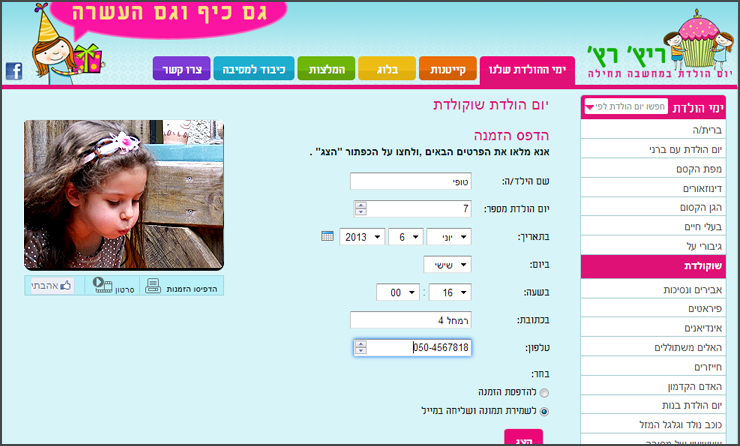 גם כיף וגם העשרה
ריץ' רץ'
יום הולדת במחשבה תחילה
ימי ההולדת שלנו
קייטנות
בלוג
המלצות
כיבוד למסיבה
צרו קשר
f
ימי הולדת
חפשו יום הולדת לפי
ברית/ה
יום הולדת עם ברני
מפת הקסם
דינוזאורים
הגן הקסום
בעלי חיים
גיבורי על
שוקולדת
אבירים ונסיכות
פיראטים
אינדיאנים
האלים משתוללים
חייזרים
האדם הקדמון
יום הולדת בנות
כוכב נולד וגלגל המזל
יום הולדת שוקולדת
הדפס הזמנה
אנא מלאו את הפרטים הבאים ,ולחצו על הכפתור "הצג" .
שם הילד/ה: טופי
יום הולדת מספר: 7
בתאריך: יוני 6 2013
ביום: שישי
בשעה: 16 : 00
בכתובת: רמחל 4
טלפון: 050-4567818
בחר:
להדפסת הזמנה
לשמירת תמונה ושליחה במייל
הצג
הדפיסו הזמנות
סרטון
אהבתי